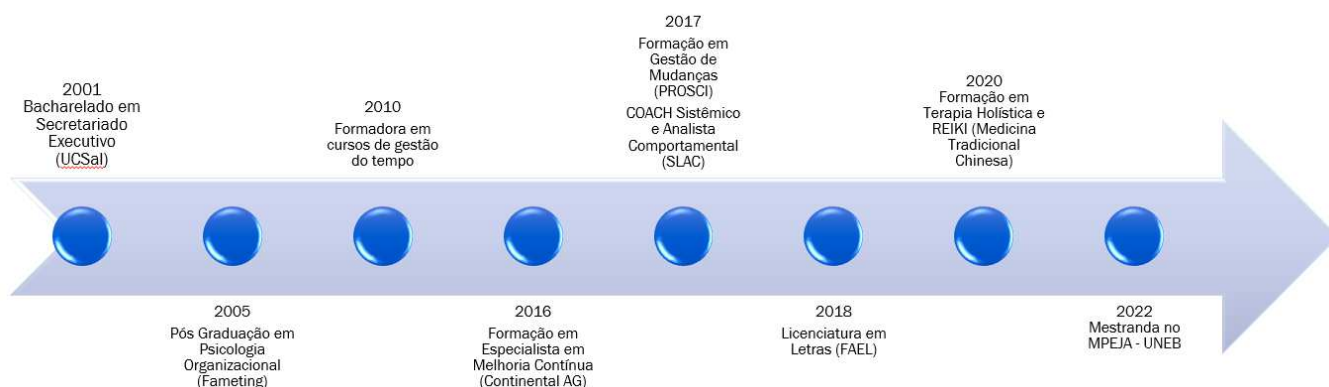 2001
Bacharelado em
Secretariado
Executivo
(UCSal)
2005
Pós Graduação em
Psicologia
Organizacional
(Fameting)
2010
Formadora em
cursos de gestão
do tempo
2016
Formação em
Especialista em
Melhoria Contínua
(Continental AG)
2017
Formação em
Gestão de
Mudanças
(PROSCI)
COACH Sistêmico
e Analista
Comportamental
(SLAC)
2018
Licenciatura em
Letras (FAEL)
2020
Formação em
Terapia Holística e
REIKI (Medicina
Tradicional
Chinesa)
2022
Mestranda no
MPEJA - UNEB